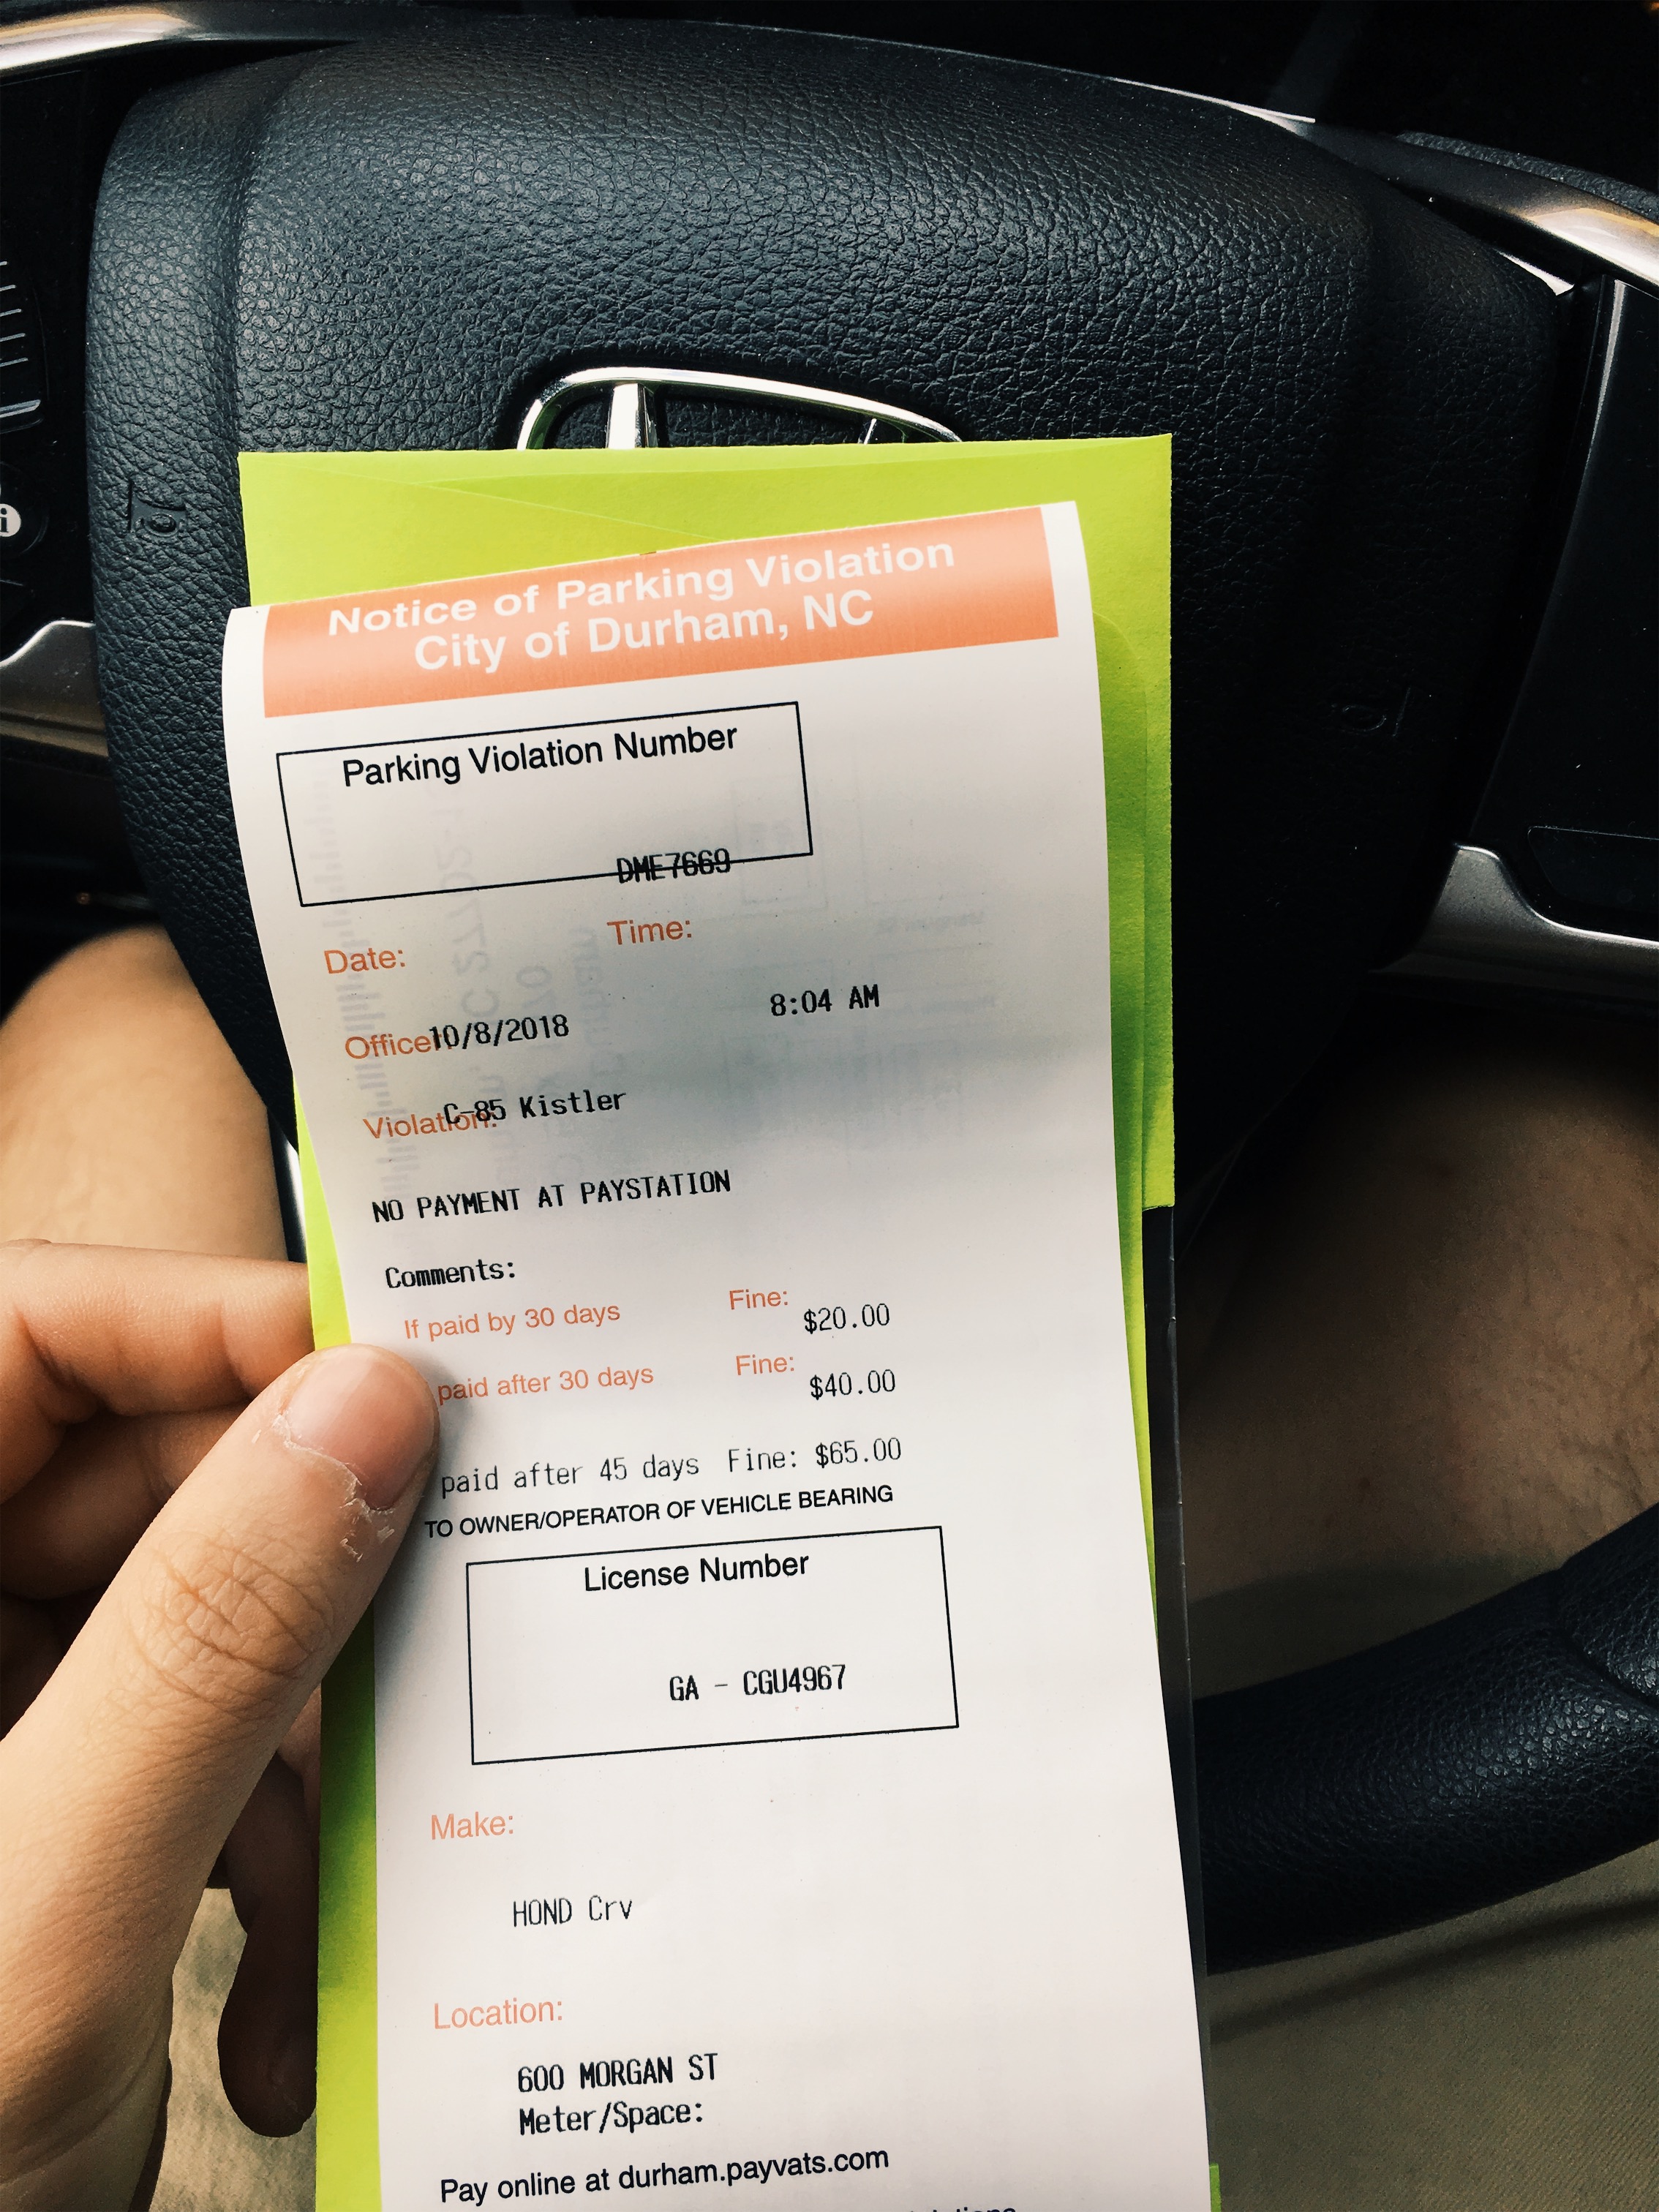 Notice of Parking Violation
City of Durham, NC
Parking Violation Number
DME7669
Date: Time:
10/8/2018 8:04 AM
Officer:
C-85 Kistler
Violation:
NO PAYMENT AT PAYSTATION
Comments:
If paid by 30 days Fine: $20.00
paid after 30 days Fine: $40.00
paid after 45 days Fine: $65.00
TO OWNER/OPERATOR OF VEHICLE BEARING
License Number
GA - CGU4967
Make:
HOND Crv
Location:
600 MORGAN ST
Meter/Space:
Pay online at durham.payvats.com